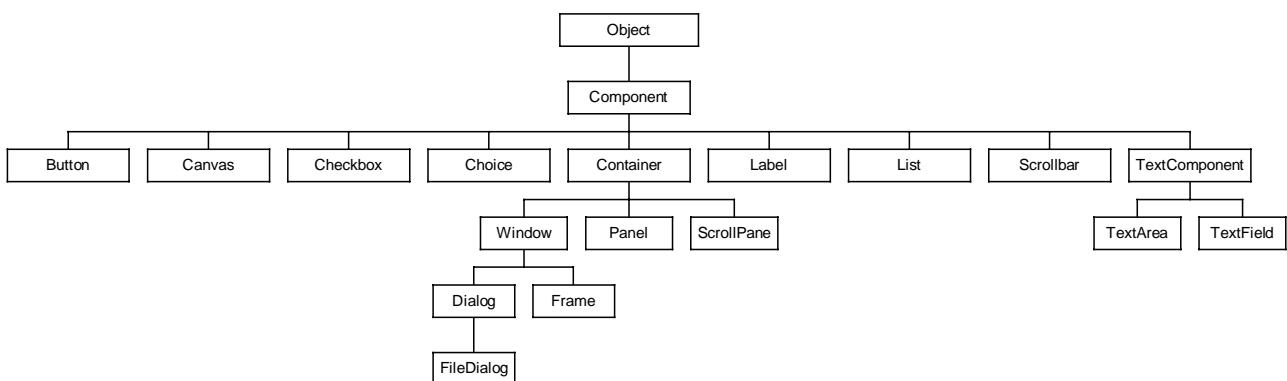 Object
Component
Button
Canvas
Checkbox
Choice
Container
Label
List
Scrollbar
TextComponent
Window
Panel
ScrollPane
TextArea
TextField
Dialog
Frame
FileDialog